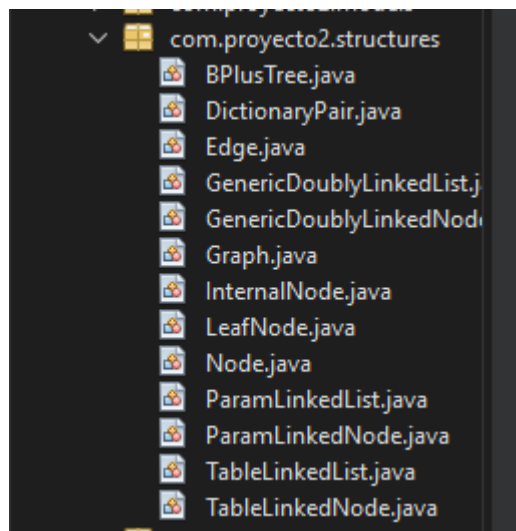 com.proyecto2.structures
BPlusTree.java
DictionaryPair.java
Edge.java
GenericDoublyLinkedList.j
GenericDoublyLinkedNod
Graph.java
InternalNode.java
LeafNode.java
Node.java
ParamLinkedList.java
ParamLinkedNode.java
TableLinkedList.java
TableLinkedNode.java